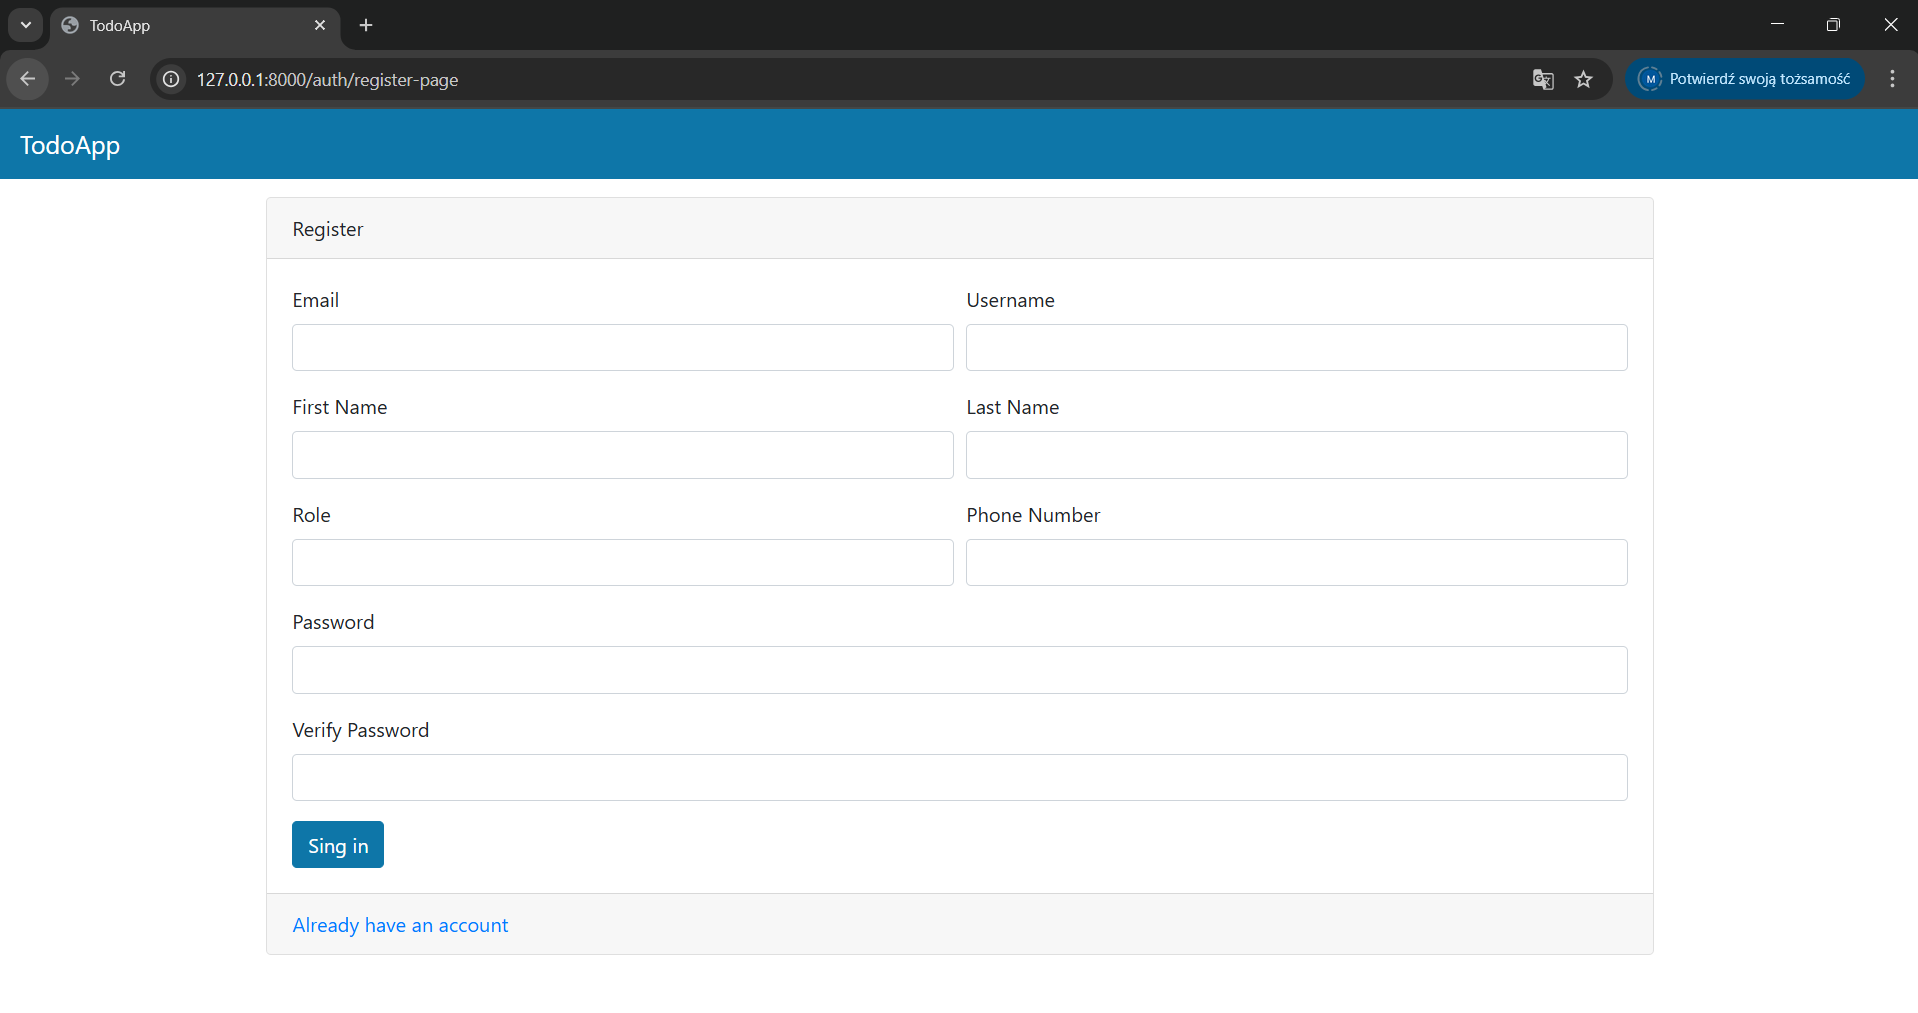 TodoApp
127.0.0.1:8000/auth/register-page
M Potwierdź swoją tożsamość
TodoApp
Register
Email Username
First Name Last Name
Role Phone Number
Password
Verify Password
Sing in
Already have an account